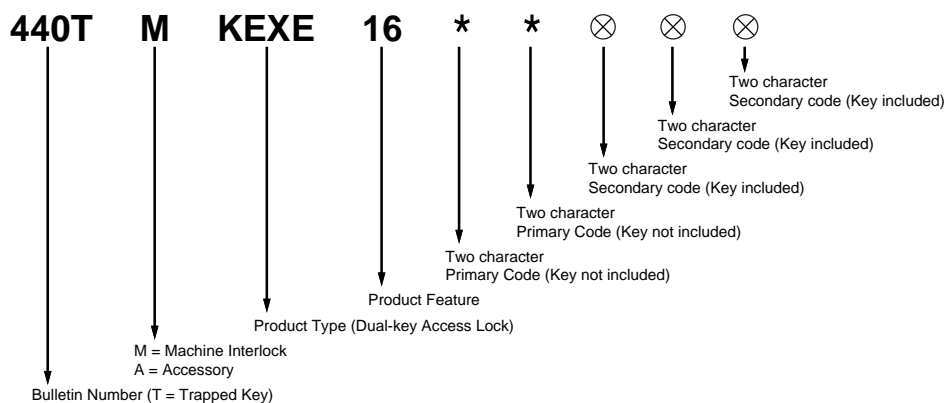 440T M KEXE 16 * * ⊗ ⊗ ⊗
Two character
Secondary code (Key included)
Two character
Secondary code (Key included)
Two character
Secondary code (Key included)
Two character
Primary Code (Key not included)
Two character
Primary Code (Key not included)
Product Feature
Product Type (Dual-key Access Lock)
M = Machine Interlock
A = Accessory
Bulletin Number (T = Trapped Key)